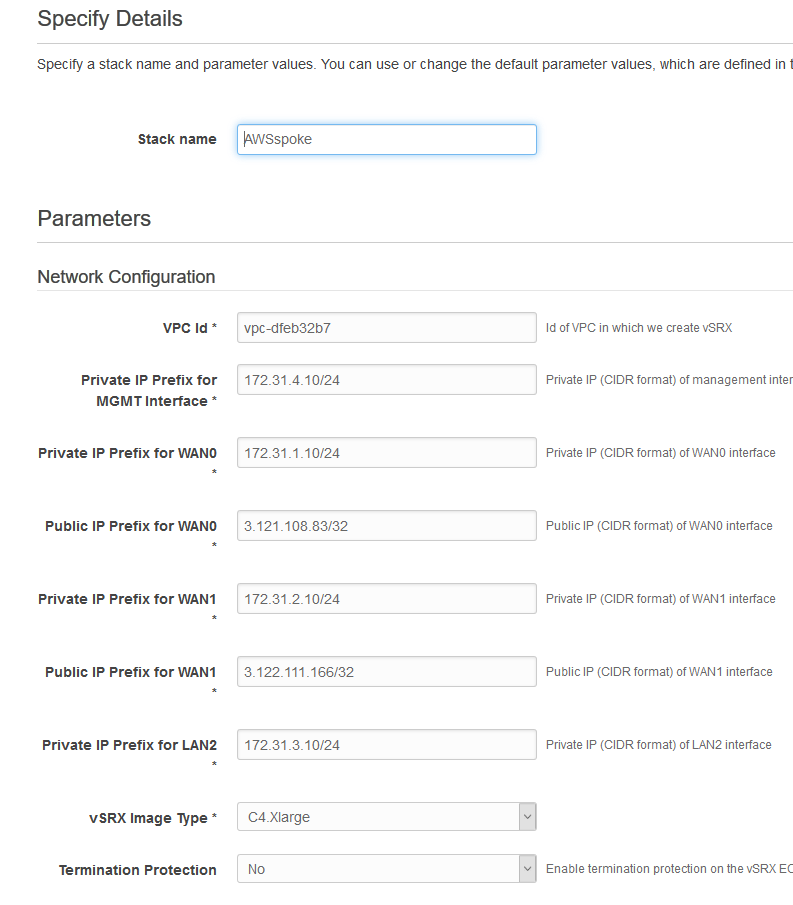 Specify Details
Specify a stack name and parameter values. You can use or change the default parameter values, which are defined in
Stack name AWSspoke
Parameters
Network Configuration
VPC Id * vpc-dfeb32b7 Id of VPC in which we create vSRX
Private IP Prefix for 172.31.4.10/24 Private IP (CIDR format) of management
MGMT Interface *
Private IP Prefix for WAN0 172.31.1.10/24 Private IP (CIDR format) of WAN0 interface
*
Public IP Prefix for WAN0 3.121.108.83/32 Public IP (CIDR format) of WAN0 interface
*
Private IP Prefix for WAN1 172.31.2.10/24 Private IP (CIDR format) of WAN1 interface
*
Public IP Prefix for WAN1 3.122.111.166/32 Public IP (CIDR format) of WAN1 interface
*
Private IP Prefix for LAN2 172.31.3.10/24 Private IP (CIDR format) of LAN2 interface
*
vSRX Image Type * C4.Xlarge
Termination Protection No Enable termination protection on the vSRX